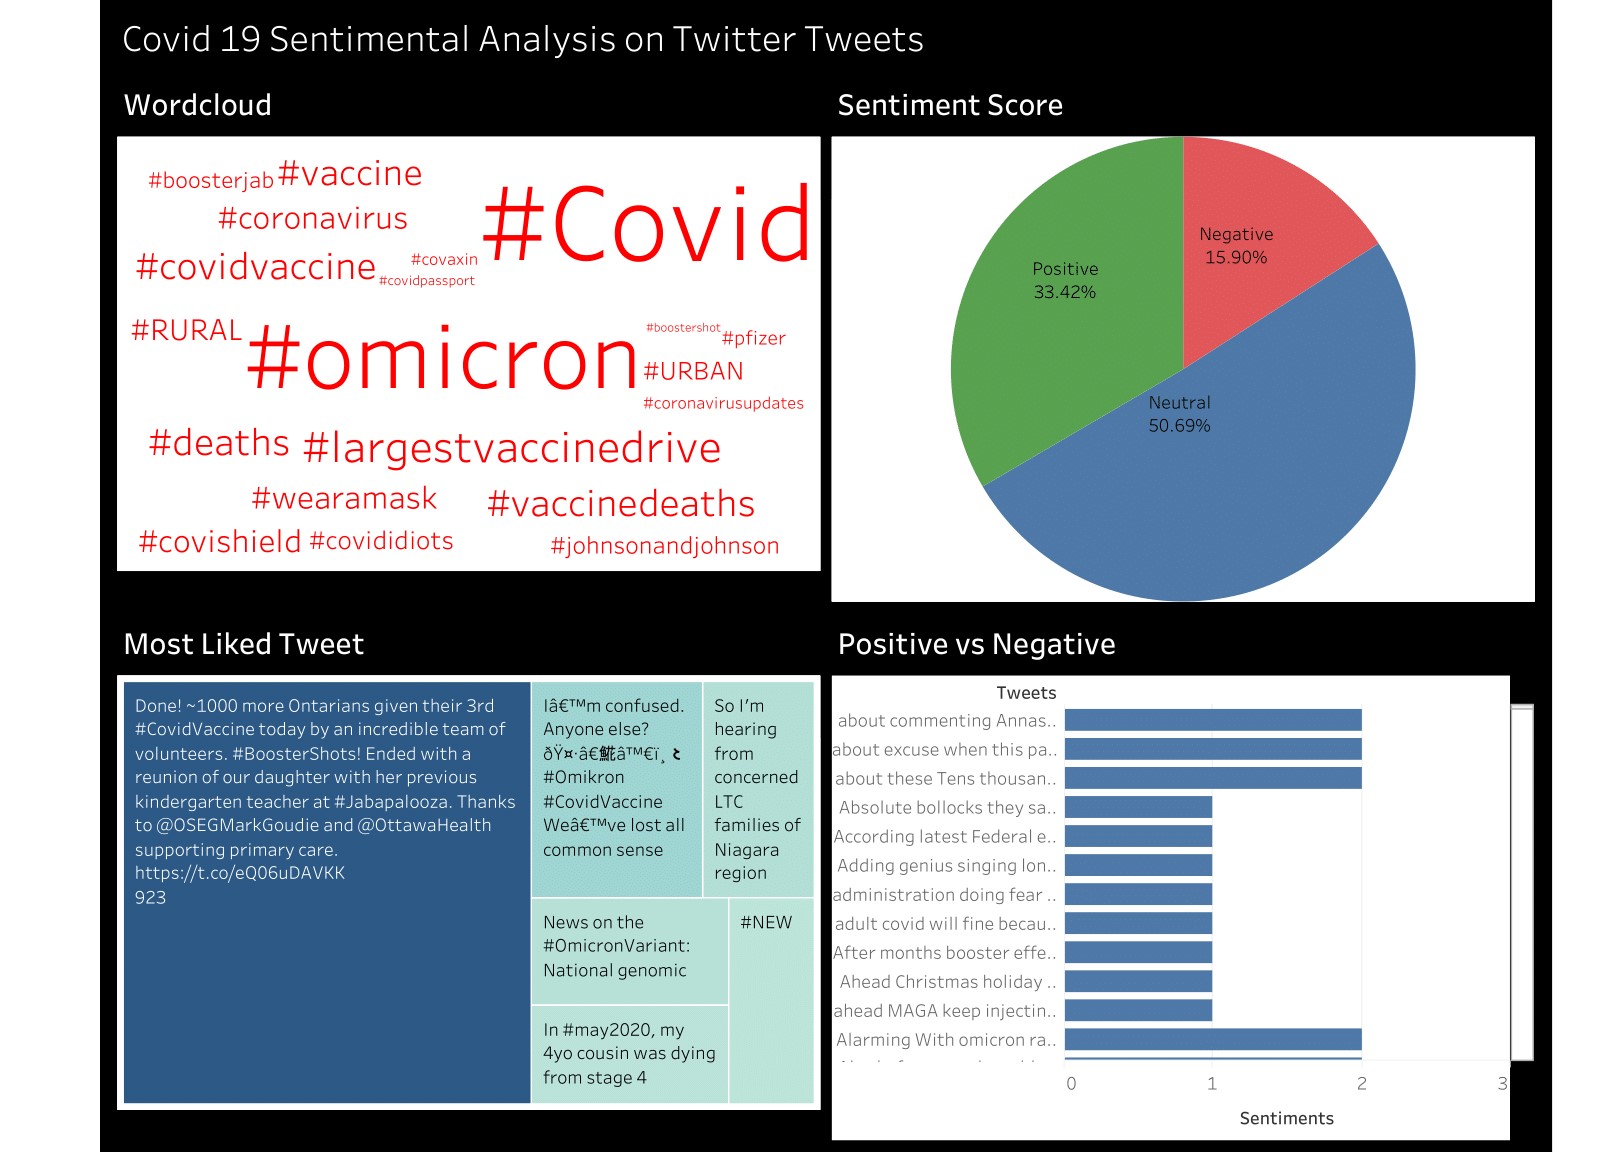 Covid 19 Sentimental Analysis on Twitter Tweets
Wordcloud
#boosterjab #vaccine
#Covid
#coronavirus
#covidvaccine
#covaxin
#covidpassport
#RURAL
#omicron
#boostershot
#pfizer
#URBAN
#coronavirusupdates
#deaths #largestvaccinedrive
#wearamask
#vaccinedeaths
#covishield #covididiots
#johnsonandjohnson
Sentiment Score
Negative
15.90%
Positive
33.42%
Neutral
50.69%
Most Liked Tweet
Done! ~1000 more Ontarians given their 3rd
#CovidVaccine today by an incredible team of
volunteers. #BoosterShots! Ended with a
reunion of our daughter with her previous
kindergarten teacher at #Jabapalooza. Thanks
to @OSEGMarkGoudie and @OttawaHealth
supporting primary care.
https://t.co/eQ06uDAVKK
923
Iâ€™m confused.
Anyone else?
#Omikron
#CovidVaccine
Weâ€™ve lost all
common sense
So I’m
hearing
from
concerned
LTC
families of
Niagara
region
News on the
#OmicronVariant:
National genomic
#NEW
In #may2020, my
4yo cousin was dying
from stage 4
Positive vs Negative
Tweets
about commenting Annas..
about excuse when this pa..
about these Tens thousan..
Absolute bollocks they sa..
According latest Federal e..
Adding genius singing lon..
administration doing fear ..
adult covid will fine becau..
After months booster effe..
Ahead Christmas holiday ..
ahead MAGA keep injectin..
Alarming With omicron ra..
0 1 2 3
Sentiments